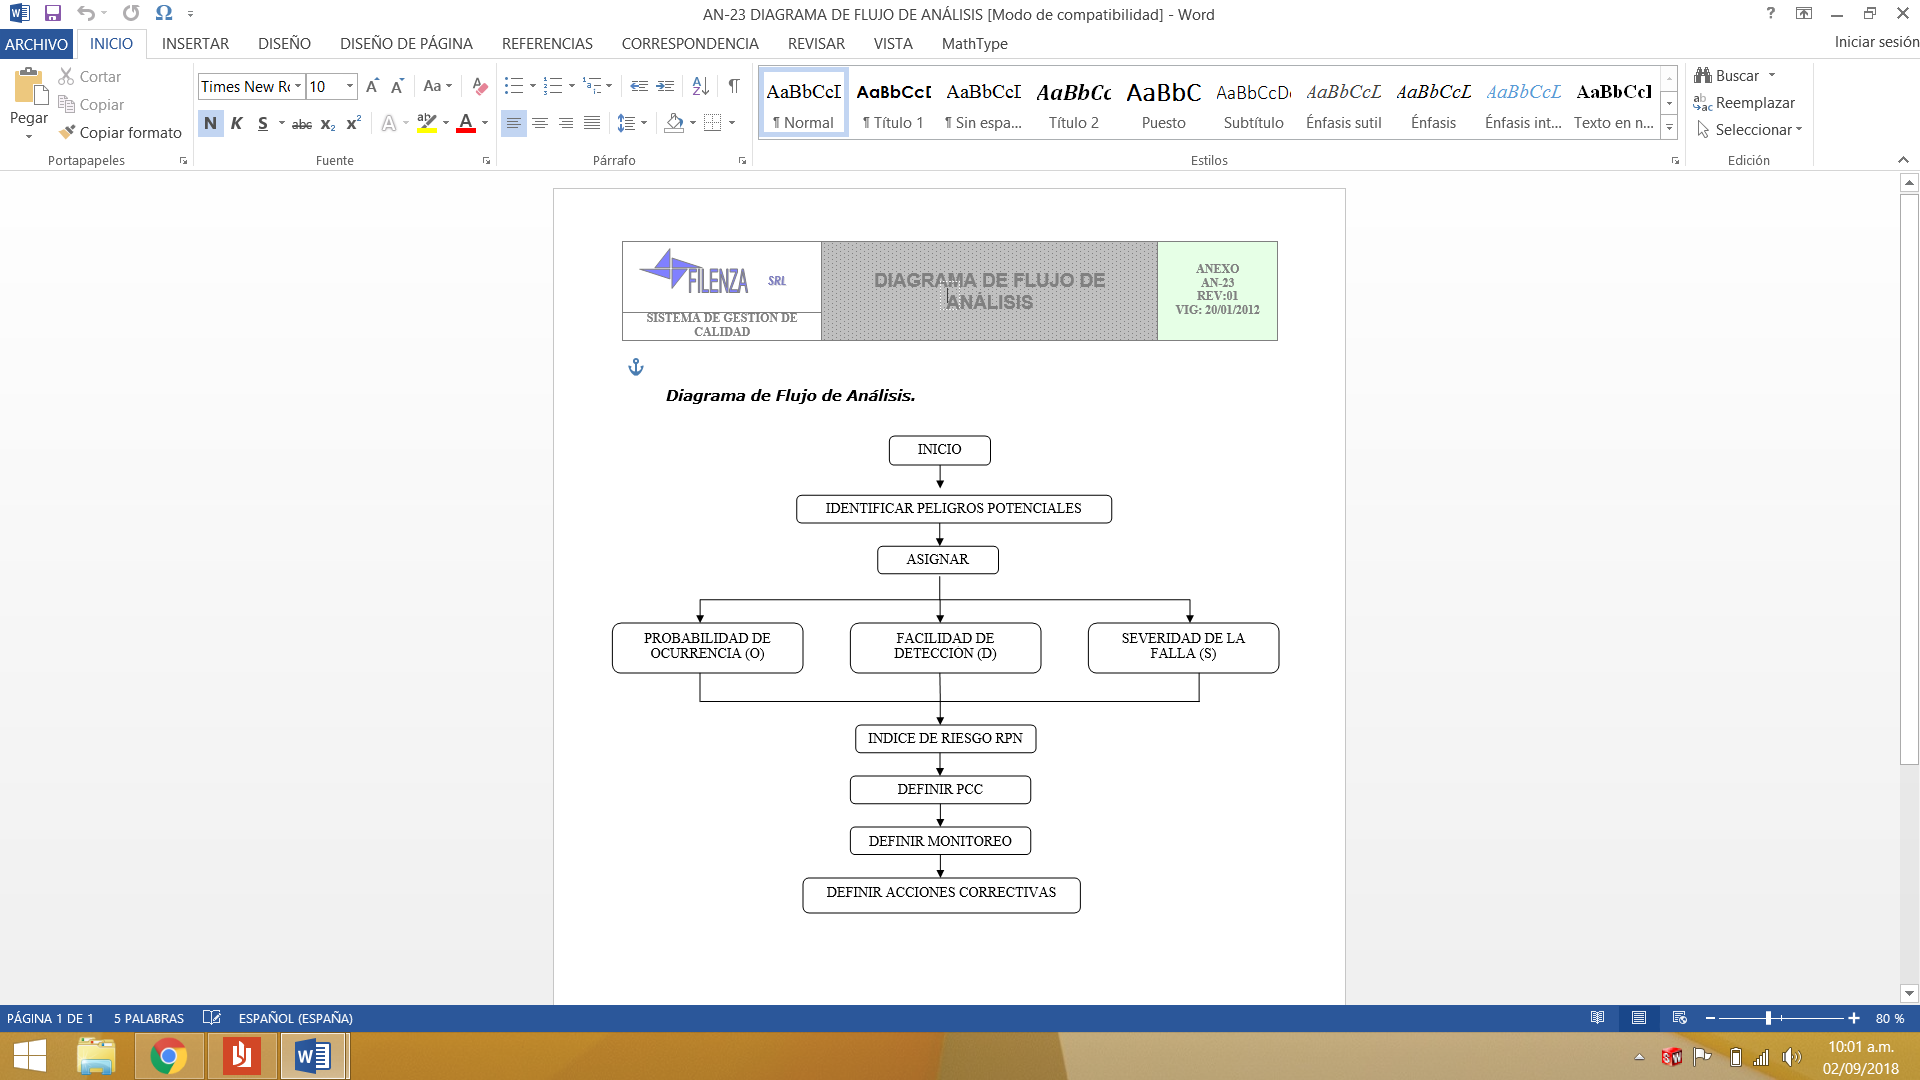 AN-23 DIAGRAMA DE FLUJO DE ANÁLISIS [Modo de compatibilidad] - Word
ARCHIVO INICIO INSERTAR DISEÑO DISEÑO DE PÁGINA REFERENCIAS CORRESPONDENCIA REVISAR VISTA MathType Iniciar sesión
Pegar
Cortar
Copiar
Copiar formato
Portapapeles
Times New Rc 10
Fuente
Párrafo
AaBbCcI AaBbCcI AaBbCcI AaBbCc AaBbC AaBbCcD AaBbCcL AaBbCcL AaBbCcL AaBbCcI
¶ Normal ¶ Título 1 ¶ Sin espa... Título 2 Puesto Subtítulo Énfasis sutil Énfasis Énfasis int... Texto en n...
Estilos
Buscar
Reemplazar
Seleccionar
Edición
FILENZA SRL
SISTEMA DE GESTION DE
CALIDAD
DIAGRAMA DE FLUJO DE
ANÁLISIS
ANEXO
AN-23
REV:01
VIG: 20/01/2012
Diagrama de Flujo de Análisis.
INICIO
IDENTIFICAR PELIGROS POTENCIALES
ASIGNAR
PROBABILIDAD DE
OCURRENCIA (O)
FACILIDAD DE
DETECCIÓN (D)
SEVERIDAD DE LA
FALLA (S)
INDICE DE RIESGO RPN
DEFINIR PCC
DEFINIR MONITOREO
DEFINIR ACCIONES CORRECTIVAS
PÁGINA 1 DE 1 5 PALABRAS ESPAÑOL (ESPAÑA) 80 %
10:01 a.m.
02/09/2018